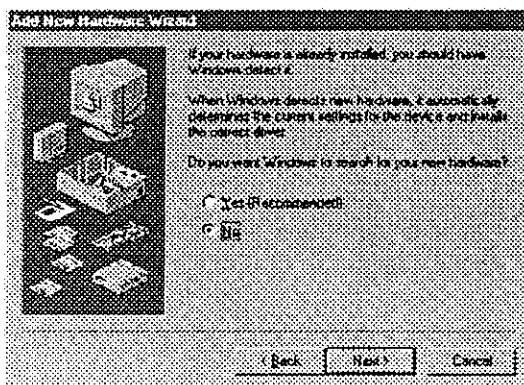 Add New Hardware Wizard
If your hardware is already installed, you should have
Windows detect it.
When Windows detects new hardware, it automatically
determines the current settings for the device and installs
the correct driver.
Do you want Windows to search for your new hardware?
Yes (Recommended)
No
< Back
Next >
Cancel